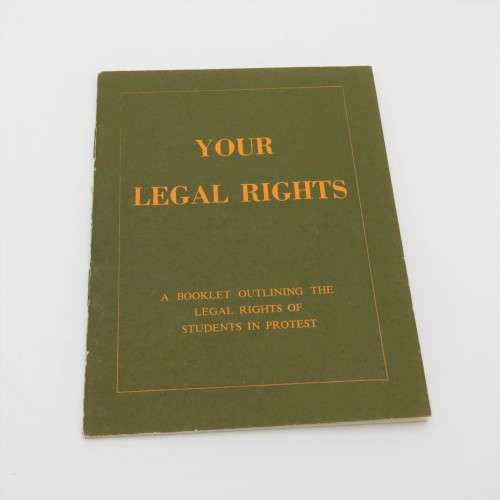 YOUR
LEGAL RIGHTS
A BOOKLET OUTLINING THE
LEGAL RIGHTS OF
STUDENTS IN PROTEST